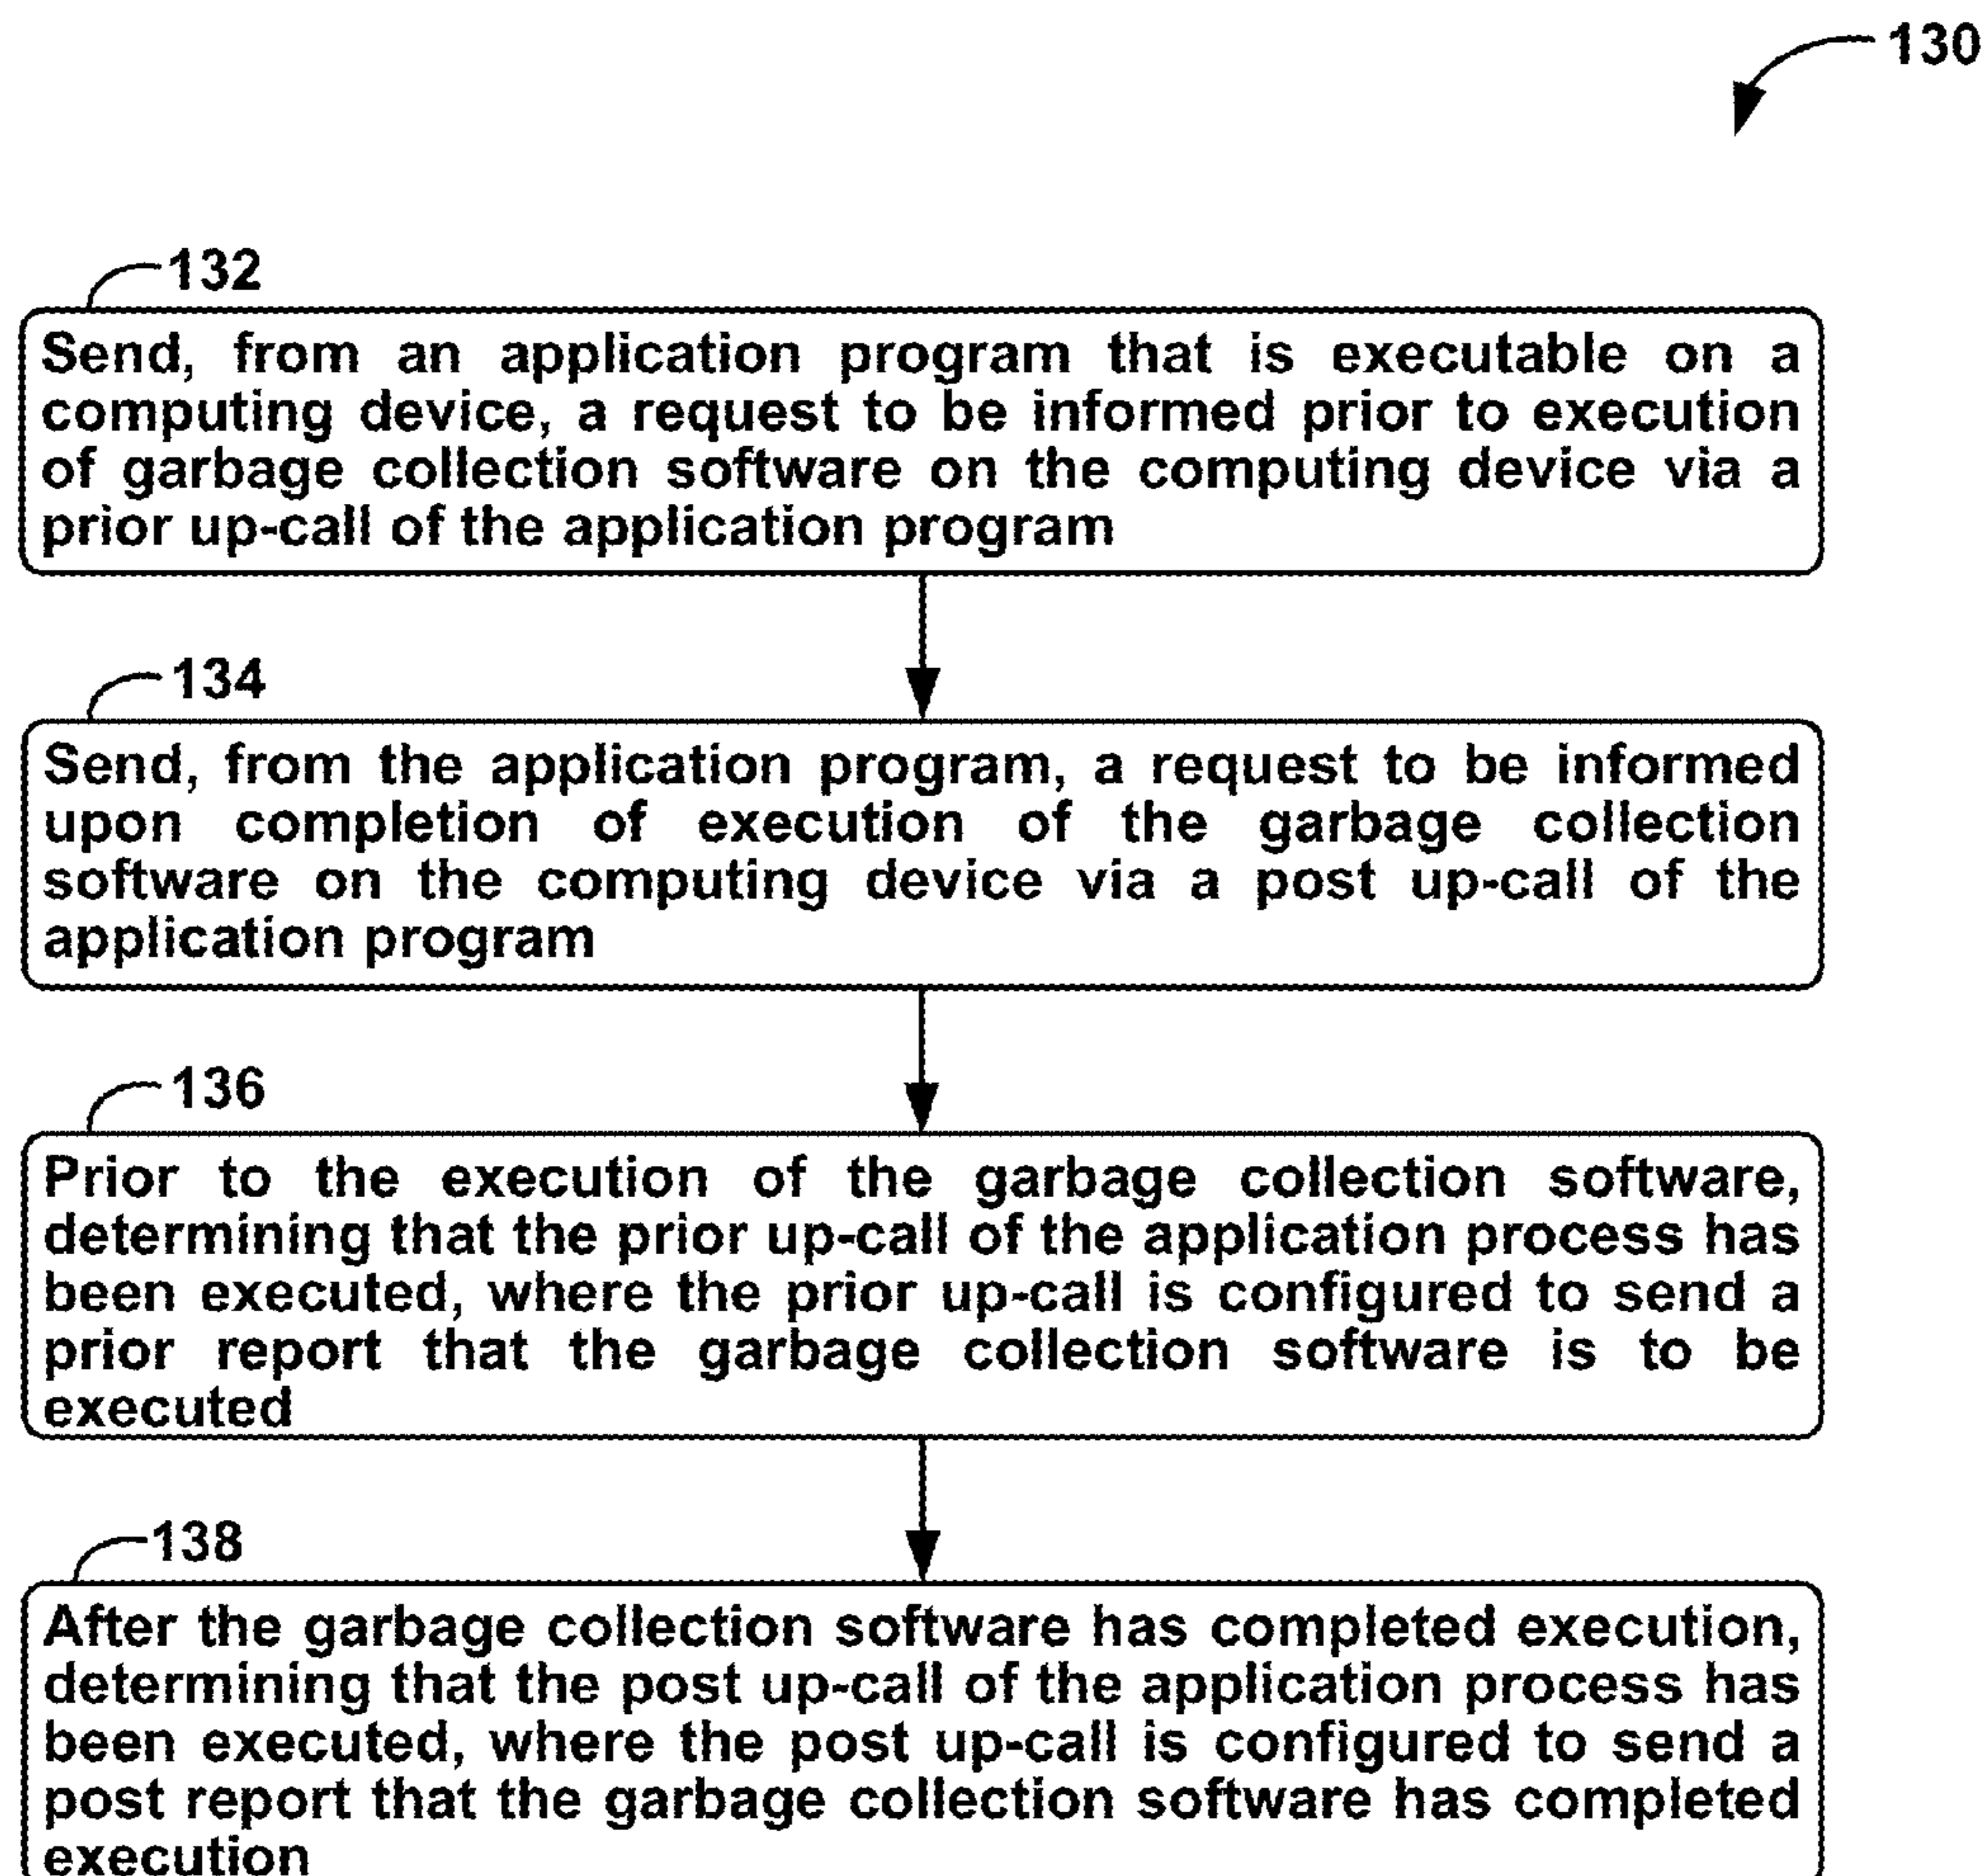 130
132
Send, from an application program that is executable on a
computing device, a request to be informed prior to execution
of garbage collection software on the computing device via a
prior up-call of the application program
134
Send, from the application program, a request to be informed
upon completion of execution of the garbage collection
software on the computing device via a post up-call of the
application program
136
Prior to the execution of the garbage collection software,
determining that the prior up-call of the application process has
been executed, where the prior up-call is configured to send a
prior report that the garbage collection software is to be
executed
138
After the garbage collection software has completed execution,
determining that the post up-call of the application process has
been executed, where the post up-call is configured to send a
post report that the garbage collection software has completed
execution